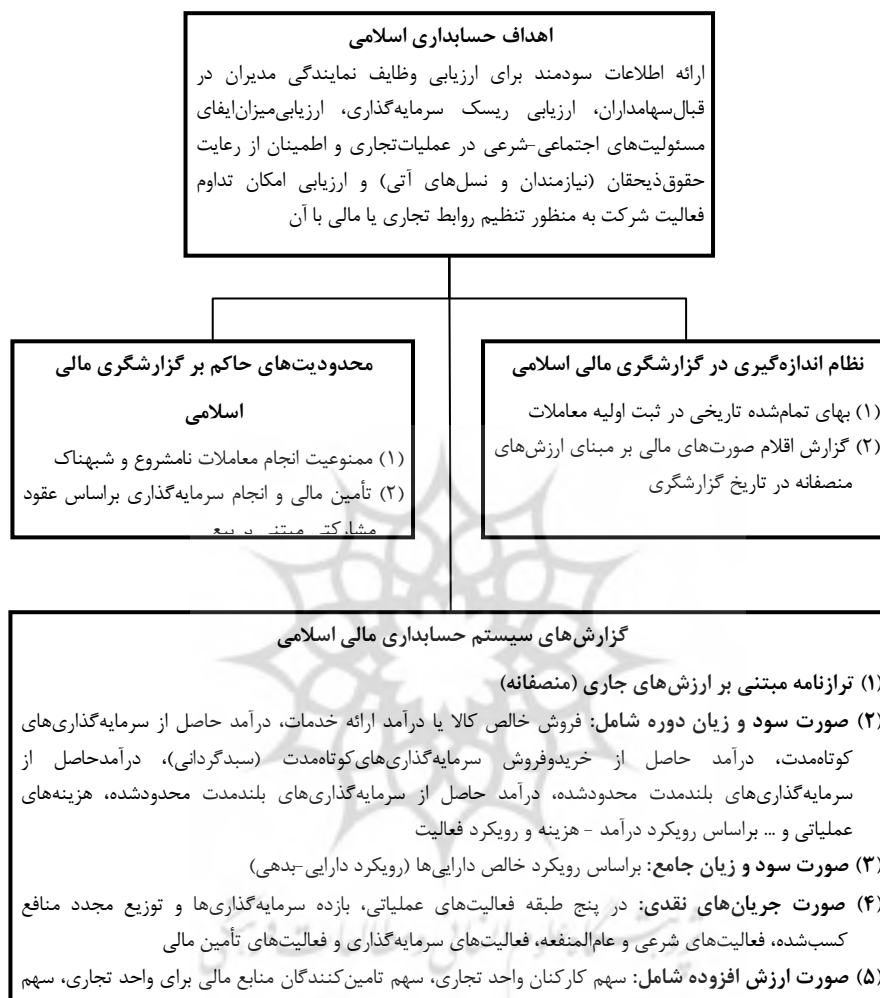 اهداف حسابداری اسلامی
ارائه اطلاعات سودمند برای ارزیابی وظایف نمایندگی مدیران در
قبال‌سهامداران، ارزیابی ریسک سرمایه‌گذاری، ارزیابی‌میزان‌ایفای
مسئولیت‌های اجتماعی-شرعی در عملیات‌تجاری و اطمینان از رعایت
حقوق‌ذیحقان (نیازمندان و نسل‌های آتی) و ارزیابی امکان تداوم
فعالیت شرکت به منظور تنظیم روابط تجاری یا مالی با آن
نظام اندازه‌گیری در گزارشگری مالی اسلامی
(۱) بهای تمام‌شده تاریخی در ثبت اولیه معاملات
(۲) گزارش اقلام صورت‌های مالی بر مبنای ارزش‌های
منصفانه در تاریخ گزارشگری
محدودیت‌های حاکم بر گزارشگری مالی
اسلامی
(۱) ممنوعیت انجام معاملات نامشروع و شبهناک
(۲) تأمین مالی و انجام سرمایه‌گذاری براساس عقود
مشارکتی مبتنی بر بیع
گزارش‌های سیستم حسابداری مالی اسلامی
(۱) ترازنامه مبتنی بر ارزش‌های جاری (منصفانه)
(۲) صورت سود و زیان دوره شامل: فروش خالص کالا یا درآمد ارائه خدمات، درآمد حاصل از سرمایه‌گذاری‌های
کوتاه‌مدت، درآمد حاصل از خریدوفروش سرمایه‌گذاری‌های‌کوتاه‌مدت (سبدگردانی)، درآمدحاصل از
سرمایه‌گذاری‌های بلندمدت محدودشده، درآمد حاصل از سرمایه‌گذاری‌های بلندمدت محدودشده، هزینه‌های
عملیاتی و ... براساس رویکرد درآمد - هزینه و رویکرد فعالیت
(۳) صورت سود و زیان جامع: براساس رویکرد خالص دارایی‌ها (رویکرد دارایی-بدهی)
(۴) صورت جریان‌های نقدی: در پنج طبقه فعالیت‌های عملیاتی، بازده سرمایه‌گذاری‌ها و توزیع مجدد منافع
کسب‌شده، فعالیت‌های شرعی و عام‌المنفعه، فعالیت‌های سرمایه‌گذاری و فعالیت‌های تأمین مالی
(۵) صورت ارزش افزوده شامل: سهم کارکنان واحد تجاری، سهم تامین‌کنندگان منابع مالی برای واحد تجاری، سهم